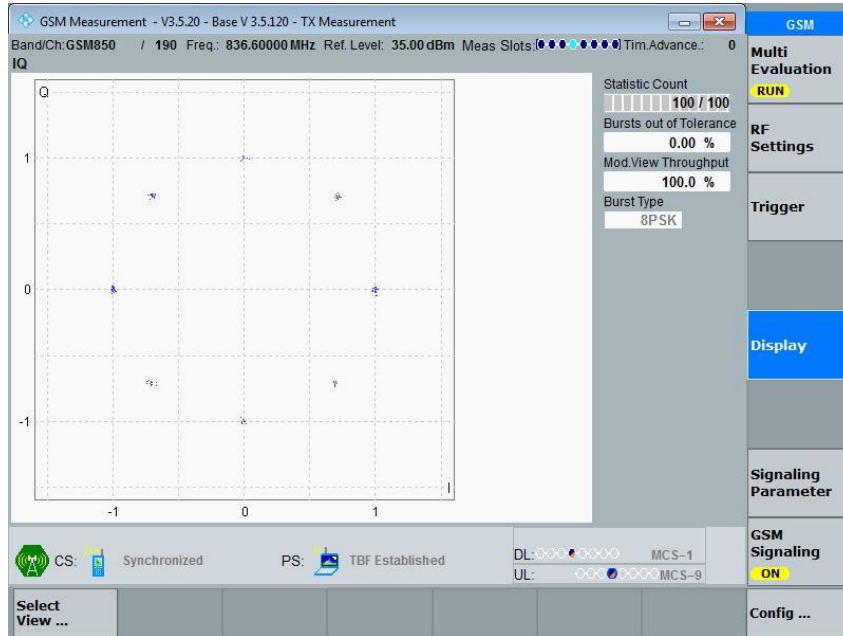 GSM Measurement - V3.5.20 - Base V 3.5.120 - TX Measurement
GSM
Band/Ch:GSM850 / 190 Freq.: 836.60000 MHz Ref. Level: 35.00 dBm Meas Slots: Tim.Advance.: 0
IQ
Multi
Evaluation
RUN
Q
Statistic Count
100 / 100
Bursts out of Tolerance
0.00 %
Mod.View Throughput
100.0 %
Burst Type
8PSK
RF
Settings
Trigger
1
0
-1
-1 0 1
I
Display
Signaling
Parameter
CS: Synchronized PS: TBF Established
DL: MCS-1
UL: MCS-9
GSM
Signaling
ON
Select
View ...
Config ...